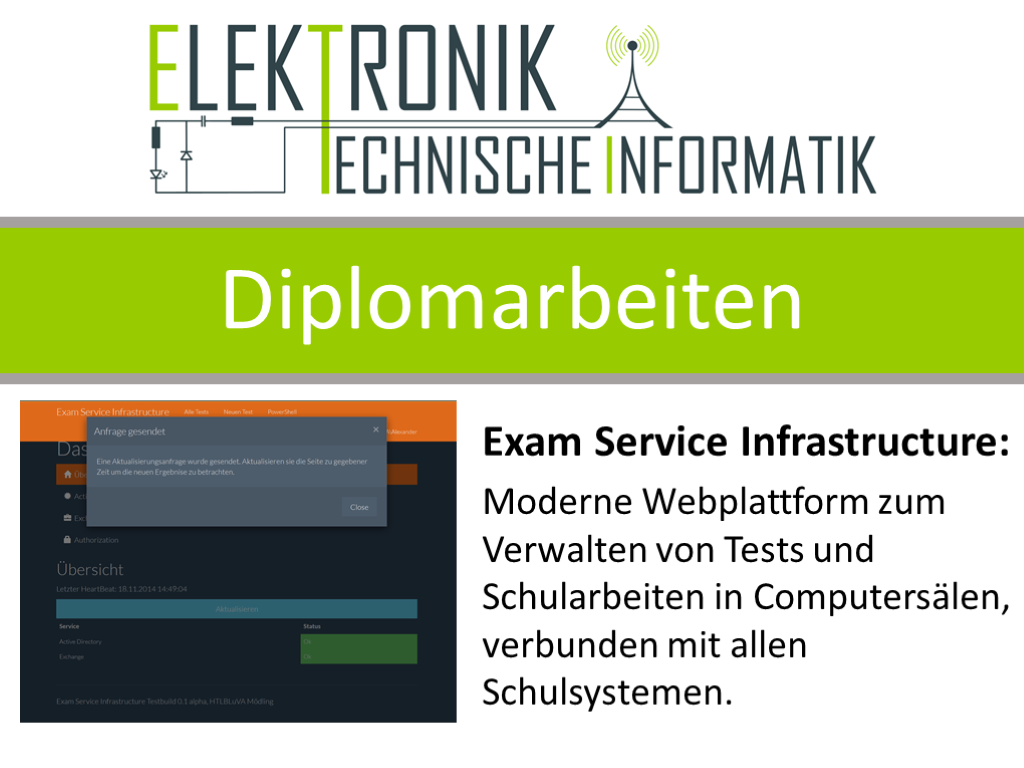 ELEKTRONIK
TECHNISCHE INFORMATIK
Diplomarbeiten
Exam Service Infrastructure Alle Tests Neuen Test PowerShell
Alexander
Anfrage gesendet ×
Eine Aktualisierungsanfrage wurde gesendet. Aktualisieren sie die Seite zu gegebener
Zeit um die neuen Ergebnise zu betrachten.
Close
Authorization
Übersicht
Letzter HeartBeat: 18.11.2014 14:49:04
Aktualisieren
Service Status
Active Directory Ok
Exchange Ok
Exam Service Infrastructure Testbuild 0.1 alpha, HTLBLuVA Mödling
Exam Service Infrastructure:
Moderne Webplattform zum
Verwalten von Tests und
Schularbeiten in Computersälen,
verbunden mit allen
Schulsystemen.